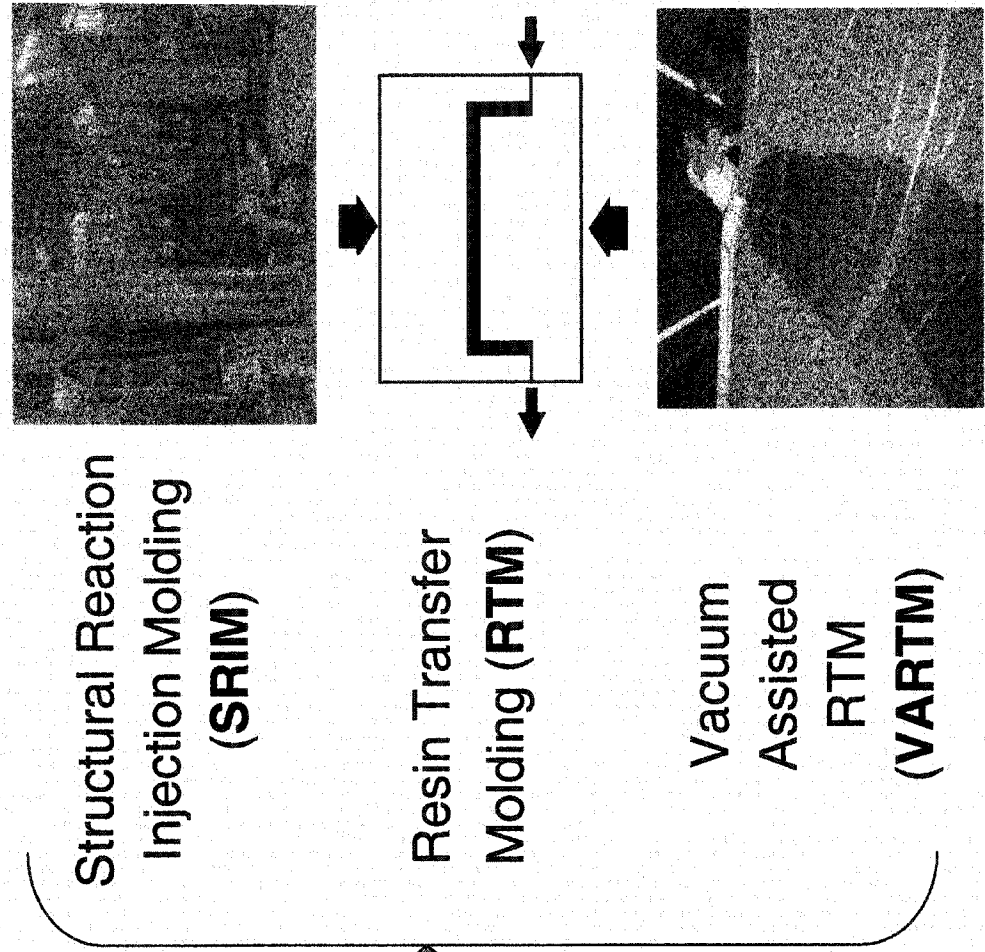 Structural Reaction
Injection Molding
(SRIM)
Resin Transfer
Molding (RTM)
Vacuum
Assisted
RTM
(VARTM)